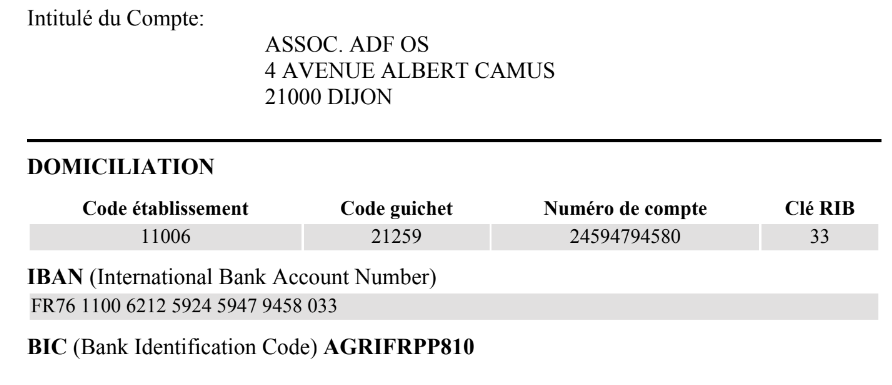 Intitulé du Compte:
ASSOC. ADF OS
4 AVENUE ALBERT CAMUS
21000 DIJON
DOMICILIATION
Code établissement Code guichet Numéro de compte Clé RIB
11006 21259 24594794580 33
IBAN (International Bank Account Number)
FR76 1100 6212 5924 5947 9458 033
BIC (Bank Identification Code) AGRIFRPP810